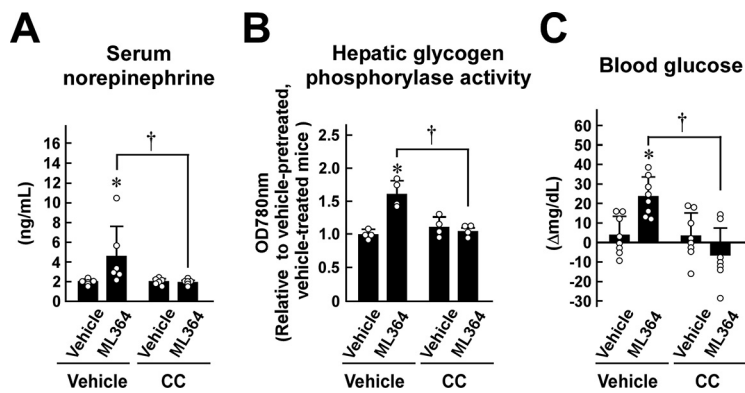 A
Serum
norepinephrine
(ng/mL)
16
14
12
10
8
6
4
2
*
†
Vehicle
ML364
Vehicle
ML364
Vehicle
CC
B
Hepatic glycogen
phosphorylase activity
OD780nm
(Relative to vehicle-pretreated,
vehicle-treated mice )
2.5
2.0
1.5
1.0
0
*
†
Vehicle
ML364
Vehicle
ML364
Vehicle
CC
C
Blood glucose
(Δmg/dL)
60
50
40
30
20
10
0
-10
-20
-30
*
†
Vehicle
ML364
Vehicle
ML364
Vehicle
CC